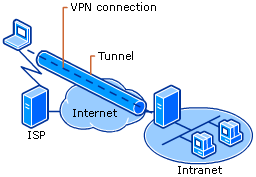 VPN connection
Tunnel
Internet
ISP
Intranet